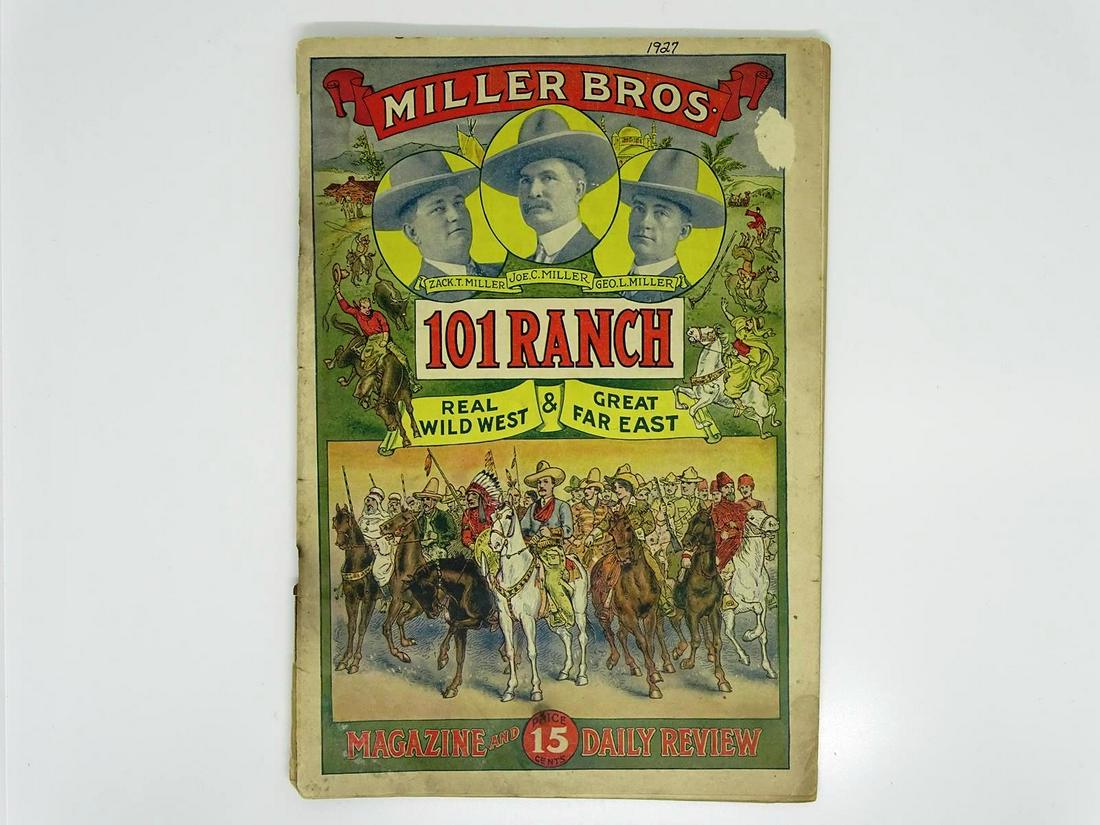 1927
MILLER BROS.
ZACK.T. MILLER
JOE.C. MILLER
GEO.L. MILLER
101 RANCH
REAL
WILD WEST
&
GREAT
FAR EAST
MAGAZINE AND
PRICE
15
CENTS
DAILY REVIEW